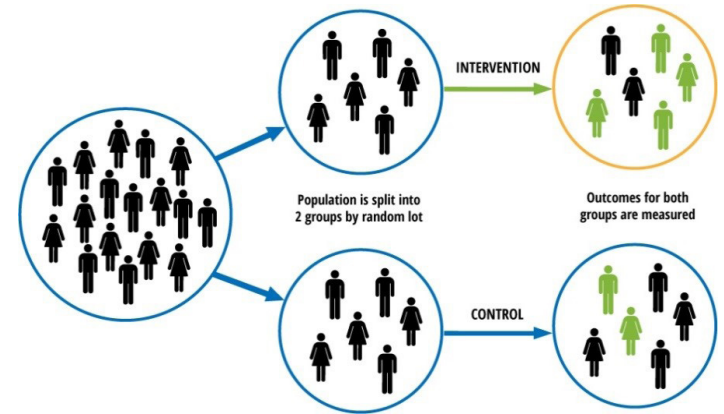 INTERVENTION
Population is split into
2 groups by random lot
Outcomes for both
groups are measured
CONTROL